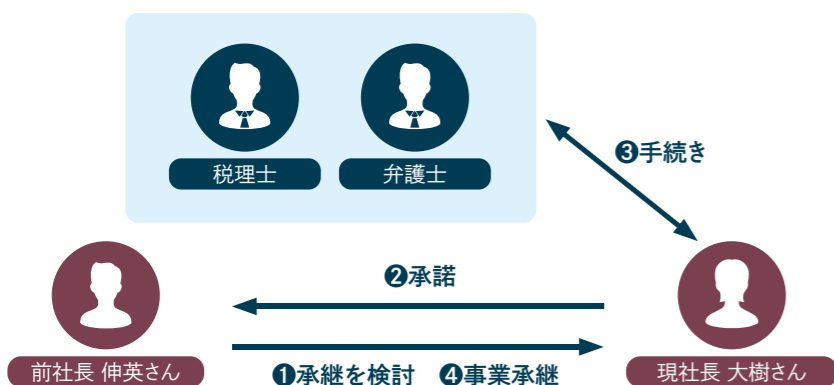 税理士
弁護士
❸手続き
❷承諾
前社長 伸英さん
❶承継を検討 ❹事業承継
現社長 大樹さん